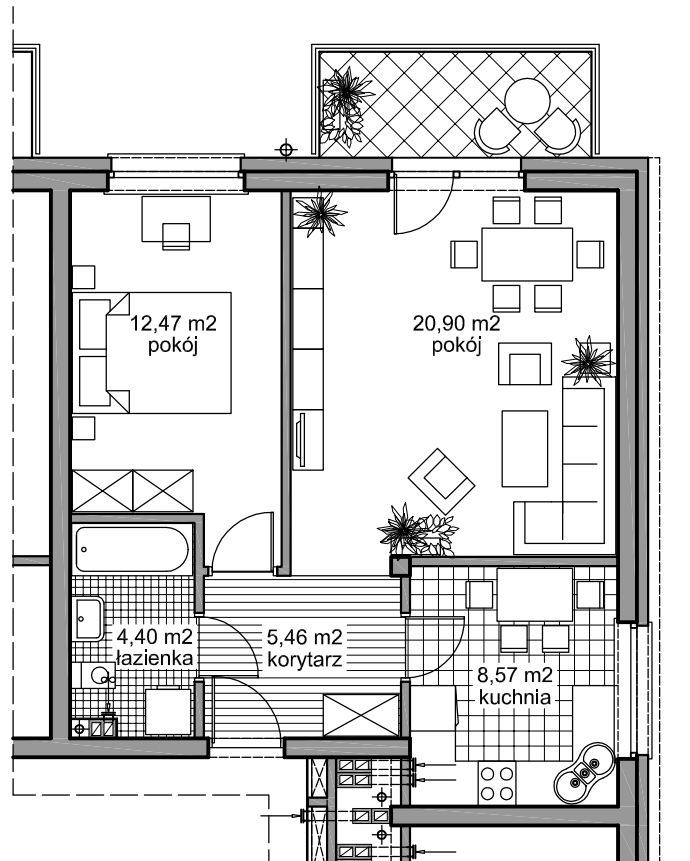 12,47 m2
pokój
20,90 m2
pokój
4,40 m2
łazienka
5,46 m2
korytarz
8,57 m2
kuchnia